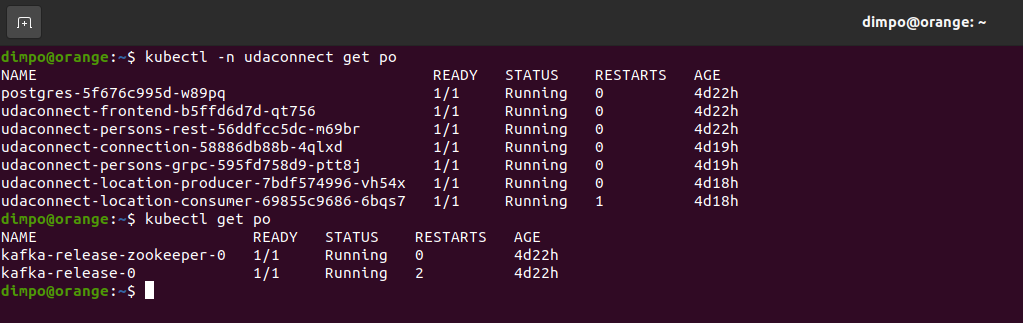 dimpo@orange: ~
dimpo@orange:~$ kubectl -n udaconnect get po
NAME READY STATUS RESTARTS AGE
postgres-5f676c995d-w89pq 1/1 Running 0 4d22h
udaconnect-frontend-b5ffd6d7d-qt756 1/1 Running 0 4d22h
udaconnect-persons-rest-56ddfcc5dc-m69br 1/1 Running 0 4d22h
udaconnect-connection-58886db88b-4qlxd 1/1 Running 0 4d19h
udaconnect-persons-grpc-595fd758d9-ptt8j 1/1 Running 0 4d19h
udaconnect-location-producer-7bdf574996-vh54x 1/1 Running 0 4d18h
udaconnect-location-consumer-69855c9686-6bqs7 1/1 Running 1 4d18h
dimpo@orange:~$ kubectl get po
NAME READY STATUS RESTARTS AGE
kafka-release-zookeeper-0 1/1 Running 0 4d22h
kafka-release-0 1/1 Running 2 4d22h
dimpo@orange:~$